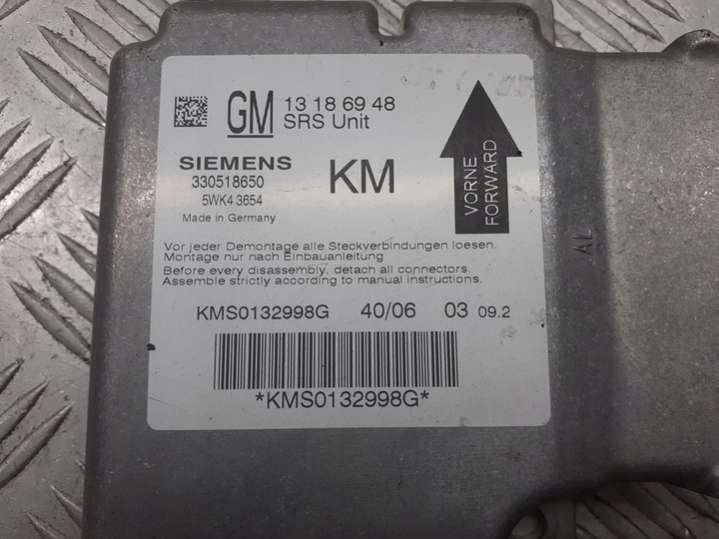 GM 13 18 69 48
SRS Unit
SIEMENS
330518650
5WK4 3654
Made in Germany
KM
VORNE
FORWARD
Vor jeder Demontage alle Steckverbindungen loesen.
Montage nur nach Einbauanleitung
Before every disassembly, detach all connectors.
Assemble strictly according to manual instructions.
KMS0132998G 40/06 03 09.2
*KMS0132998G*
AL